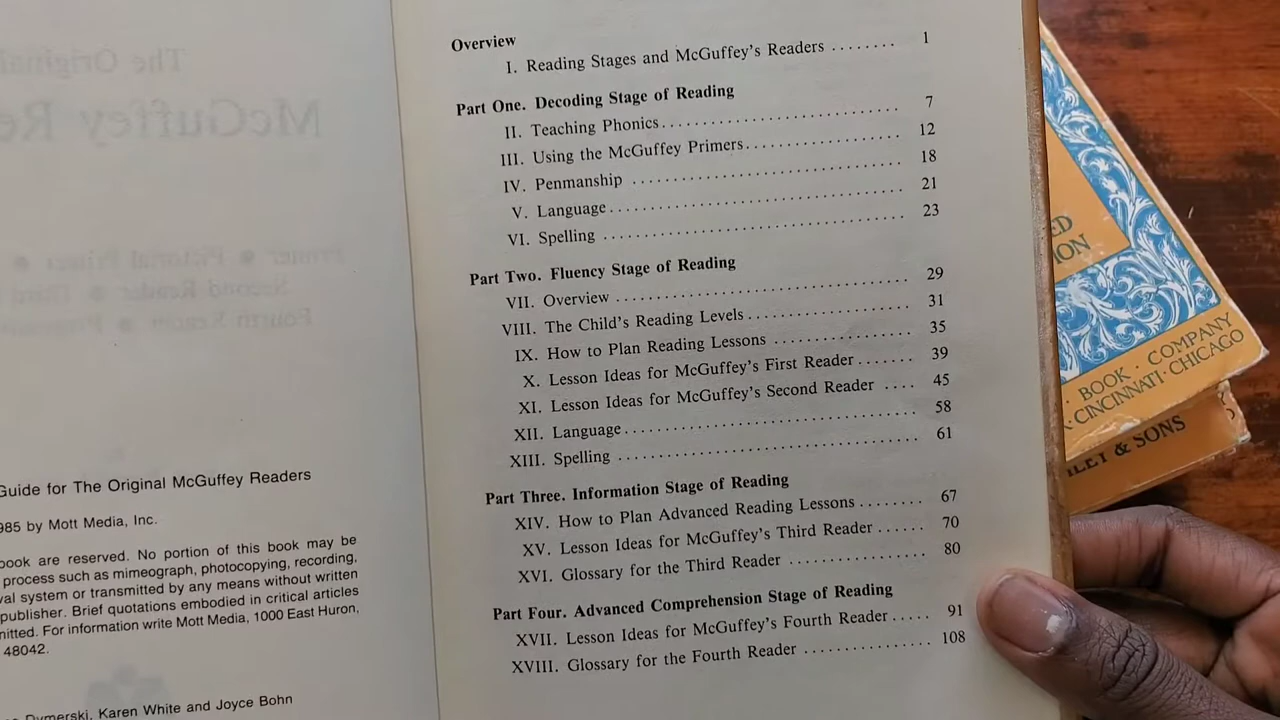 Guide for The Original McGuffey Readers
985 by Mott Media, Inc.
book are reserved. No portion of this book may be
process such as mimeograph, photocopying, recording,
val system or transmitted by any means without written
publisher. Brief quotations embodied in critical articles
nitted. For information write Mott Media, 1000 East Huron,
48042.
Dymerski, Karen White and Joyce Bohn
Overview
I. Reading Stages and McGuffey's Readers ........ 1
Part One. Decoding Stage of Reading
II. Teaching Phonics.............................. 7
III. Using the McGuffey Primers................... 12
IV. Penmanship .................................. 18
V. Language...................................... 21
VI. Spelling .................................... 23
Part Two. Fluency Stage of Reading
VII. Overview ................................... 29
VIII. The Child's Reading Levels................. 31
IX. How to Plan Reading Lessons ................. 35
X. Lesson Ideas for McGuffey's First Reader....... 39
XI. Lesson Ideas for McGuffey's Second Reader .... 45
XII. Language.................................... 58
XIII. Spelling .................................. 61
Part Three. Information Stage of Reading
XIV. How to Plan Advanced Reading Lessons ........ 67
XV. Lesson Ideas for McGuffey's Third Reader ...... 70
XVI. Glossary for the Third Reader .............. 80
Part Four. Advanced Comprehension Stage of Reading
XVII. Lesson Ideas for McGuffey's Fourth Reader ..... 91
XVIII. Glossary for the Fourth Reader ............ 108
ED
ON
BOOK · COMPANY
CINCINNATI · CHICAGO
& SONS